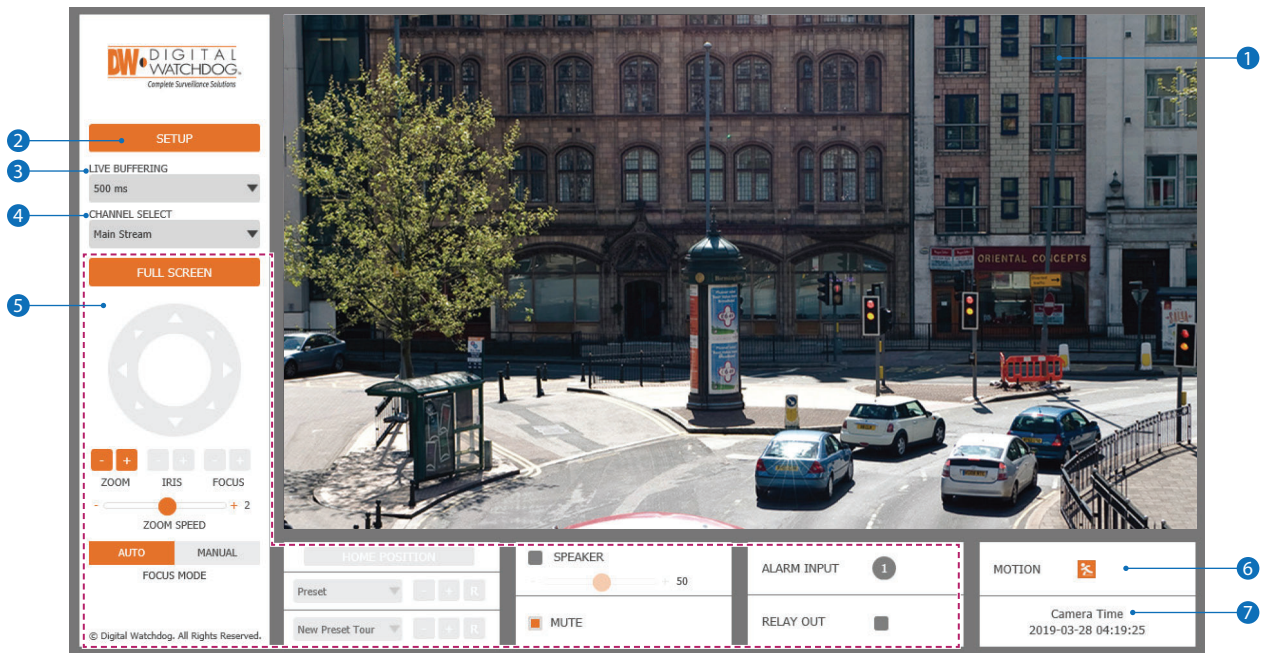 DW DIGITAL
WATCHDOG
Complete Surveillance Solutions
1
2
SETUP
3
LIVE BUFFERING
500 ms
4
CHANNEL SELECT
Main Stream
FULL SCREEN
5
ORIENTAL CONCEPTS
- + - + - +
ZOOM IRIS FOCUS
- + 2
ZOOM SPEED
AUTO MANUAL
FOCUS MODE
© Digital Watchdog. All Rights Reserved.
HOME POSITION
Preset - + R
New Preset Tour - + R
SPEAKER
- + 50
MUTE
ALARM INPUT 1
RELAY OUT
MOTION
6
Camera Time
7
2019-03-28 04:19:25